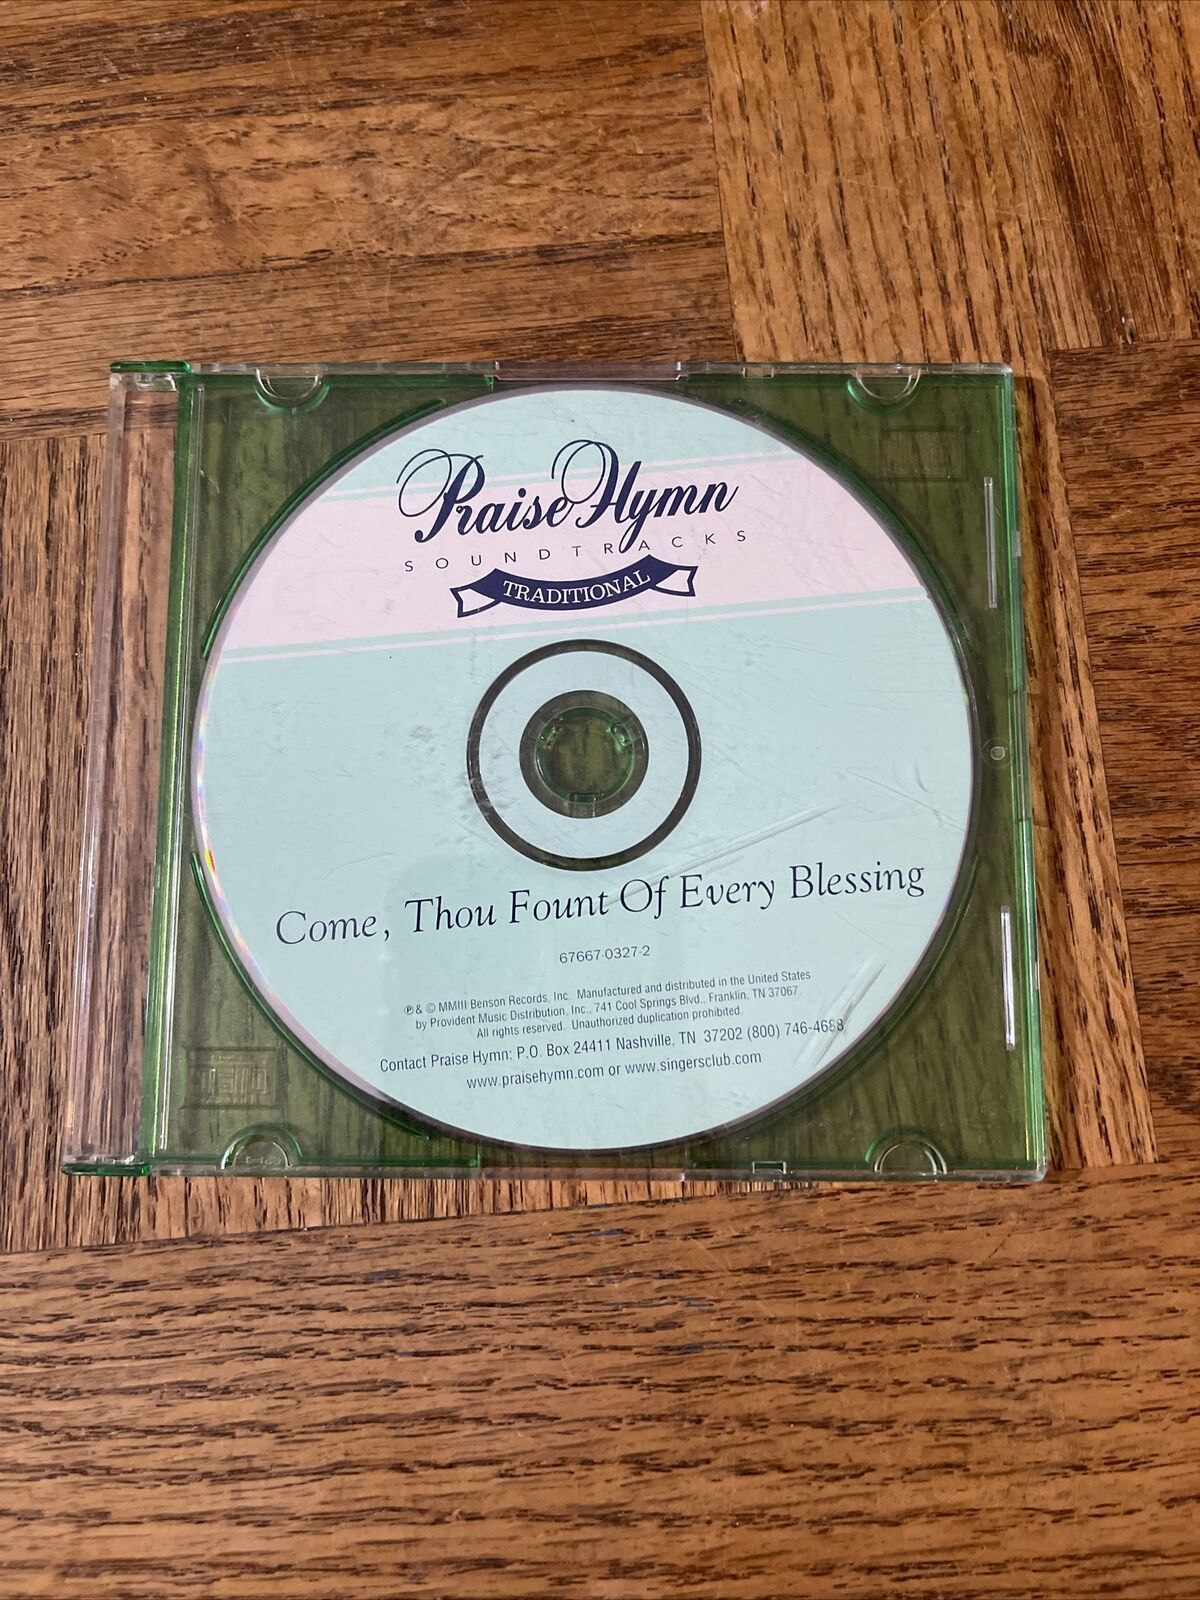 Praise Hymn
SOUNDTRACKS
TRADITIONAL
Come, Thou Fount Of Every Blessing
67667-0327-2
℗& © MMIII Benson Records, Inc. Manufactured and distributed in the United States
by Provident Music Distribution, Inc., 741 Cool Springs Blvd., Franklin, TN 37067.
All rights reserved. Unauthorized duplication prohibited.
Contact Praise Hymn: P.O. Box 24411 Nashville, TN 37202 (800) 746-4688
www.praisehymn.com or www.singersclub.com